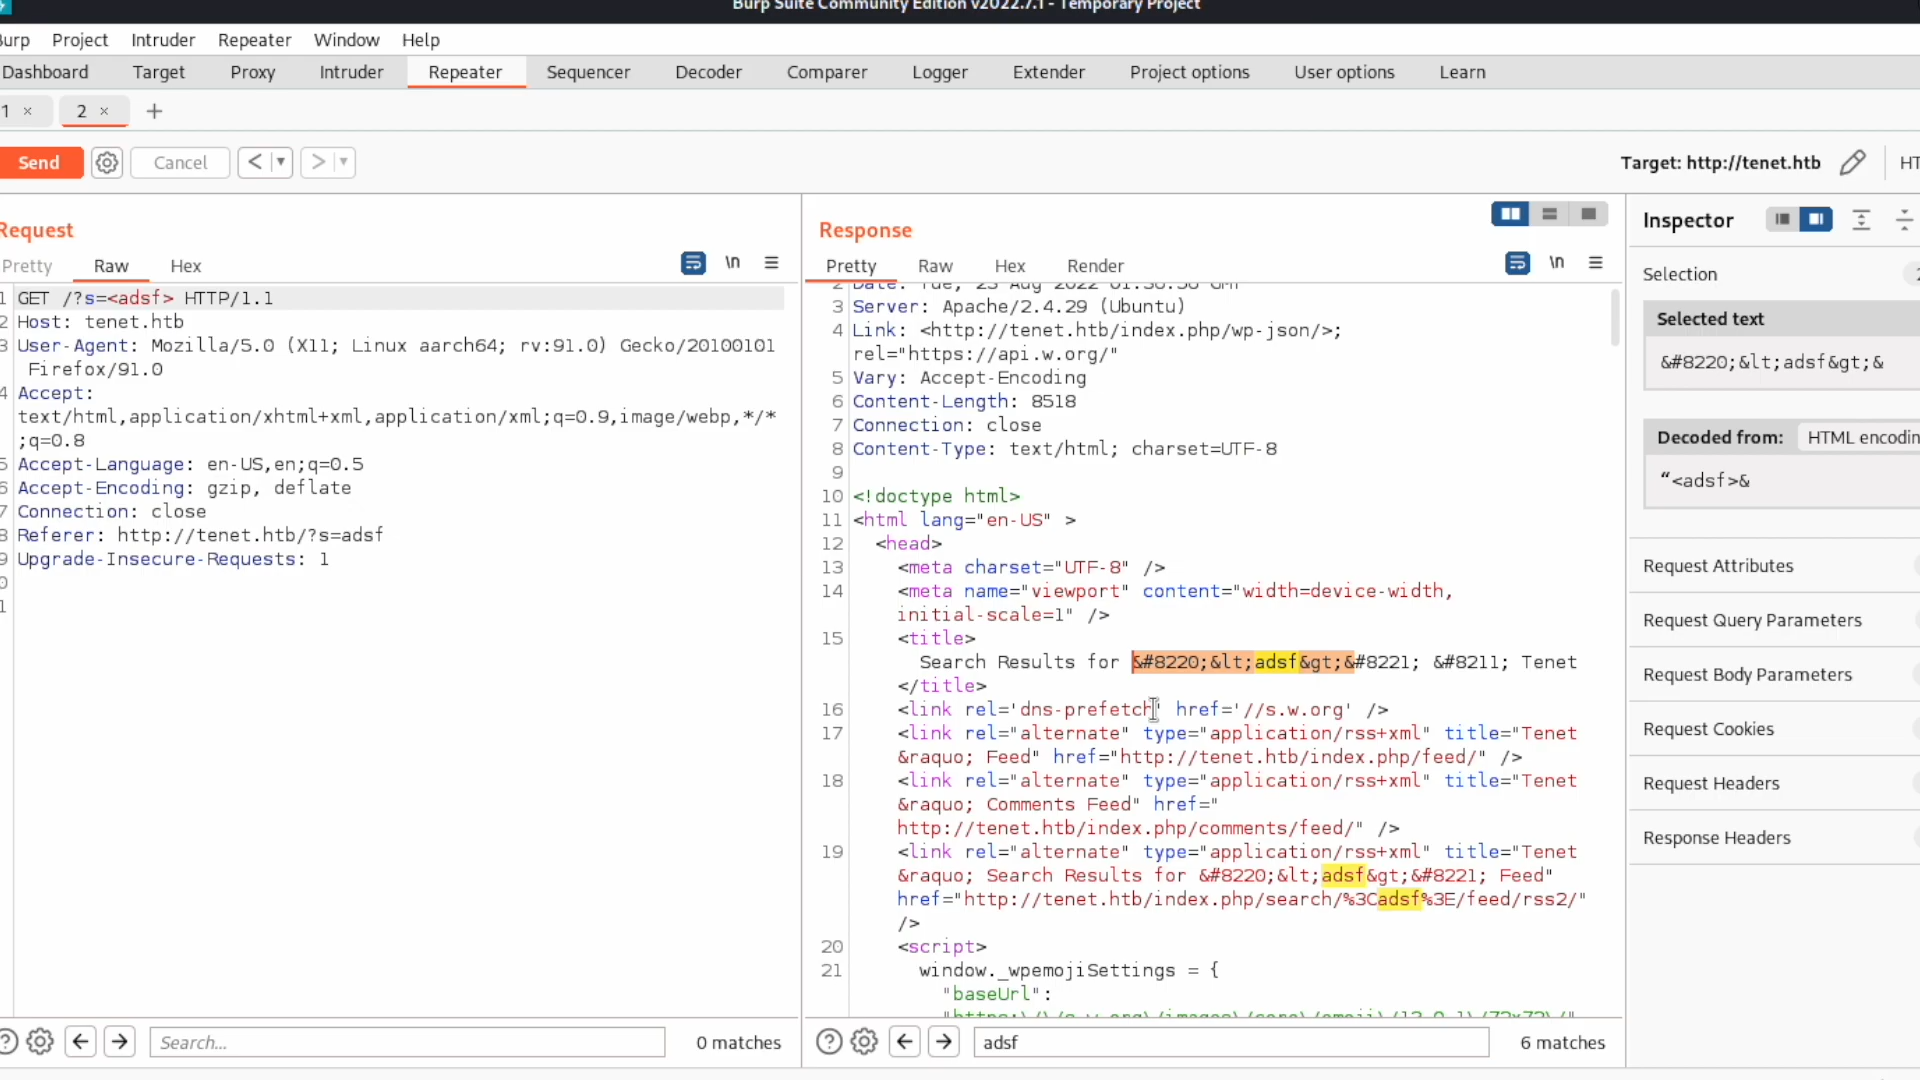 Burp Suite Community Edition v2022.7.1 - Temporary Project
Burp Project Intruder Repeater Window Help
Dashboard Target Proxy Intruder Repeater Sequencer Decoder Comparer Logger Extender Project options User options Learn
1 × 2 × +
Send Cancel < ▾ > ▾ Target: http://tenet.htb
Request
Pretty Raw Hex \n
1 GET /?s=<adsf> HTTP/1.1
2 Host: tenet.htb
3 User-Agent: Mozilla/5.0 (X11; Linux aarch64; rv:91.0) Gecko/20100101
Firefox/91.0
4 Accept:
text/html,application/xhtml+xml,application/xml;q=0.9,image/webp,*/*
;q=0.8
5 Accept-Language: en-US,en;q=0.5
6 Accept-Encoding: gzip, deflate
7 Connection: close
8 Referer: http://tenet.htb/?s=adsf
9 Upgrade-Insecure-Requests: 1
0
1
Search... 0 matches
Response
Pretty Raw Hex Render \n
3 Server: Apache/2.4.29 (Ubuntu)
4 Link: <http://tenet.htb/index.php/wp-json/>;
rel="https://api.w.org/"
5 Vary: Accept-Encoding
6 Content-Length: 8518
7 Connection: close
8 Content-Type: text/html; charset=UTF-8
9
10 <!doctype html>
11 <html lang="en-US" >
12 <head>
13 <meta charset="UTF-8" />
14 <meta name="viewport" content="width=device-width,
initial-scale=1" />
15 <title>
Search Results for &#8220;&lt;adsf&gt;&#8221; &#8211; Tenet
</title>
16 <link rel='dns-prefetch' href='//s.w.org' />
17 <link rel="alternate" type="application/rss+xml" title="Tenet
&raquo; Feed" href="http://tenet.htb/index.php/feed/" />
18 <link rel="alternate" type="application/rss+xml" title="Tenet
&raquo; Comments Feed" href="
http://tenet.htb/index.php/comments/feed/" />
19 <link rel="alternate" type="application/rss+xml" title="Tenet
&raquo; Search Results for &#8220;&lt;adsf&gt;&#8221; Feed"
href="http://tenet.htb/index.php/search/%3Cadsf%3E/feed/rss2/"
/>
20 <script>
21 window._wpemojiSettings = {
"baseUrl":
adsf 6 matches
Inspector
Selection
Selected text
&#8220;&lt;adsf&gt;&
Decoded from: HTML encodin
“<adsf>&
Request Attributes
Request Query Parameters
Request Body Parameters
Request Cookies
Request Headers
Response Headers